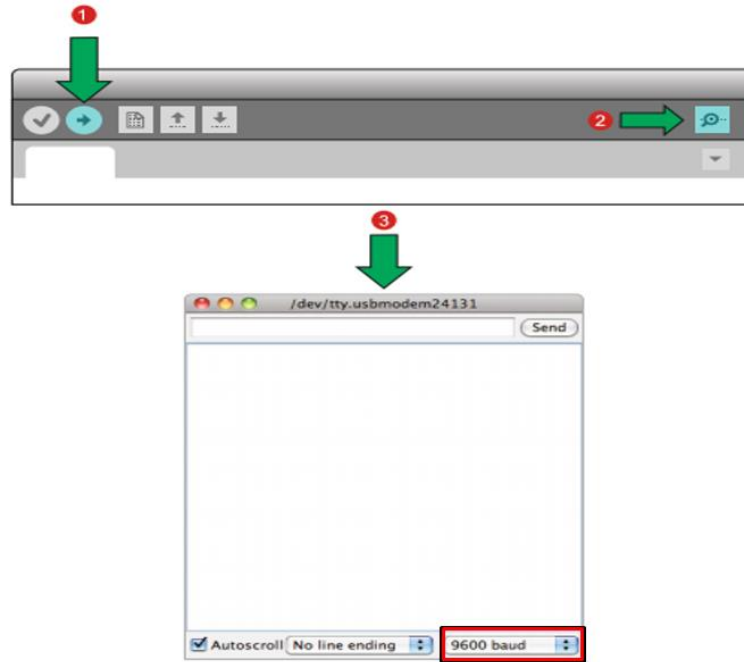 1
2
3
/dev/tty.usbmodem24131
Send
Autoscroll No line ending 9600 baud